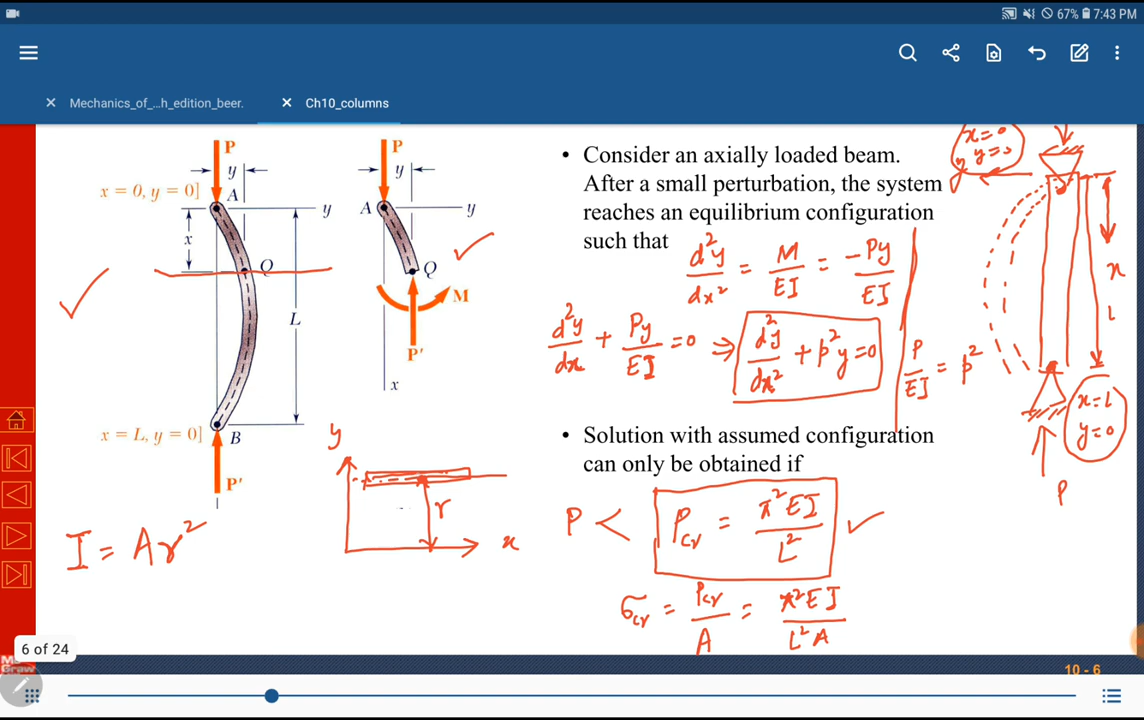 67% 7:43 PM
Mechanics_of_...h_edition_beer.
Ch10_columns
P
y
x = 0, y = 0]
A
y
x
Q
L
x = L, y = 0]
B
P'
P
y
A
y
Q
M
P'
x
• Consider an axially loaded beam.
After a small perturbation, the system
reaches an equilibrium configuration
such that
d²y/dx² = M/EI = -Py/EI
d²y/dx + Py/EI = 0 ⇒ d²y/dx² + p²y = 0
P/EI = p²
• Solution with assumed configuration
can only be obtained if
P < Pcr = π²EI/L²
σcr = Pcr/A = π²EI/L²A
x=0
y=0
y
x
L
x=L
y=0
P
y
r
x
I = Ar²
6 of 24
10 - 6